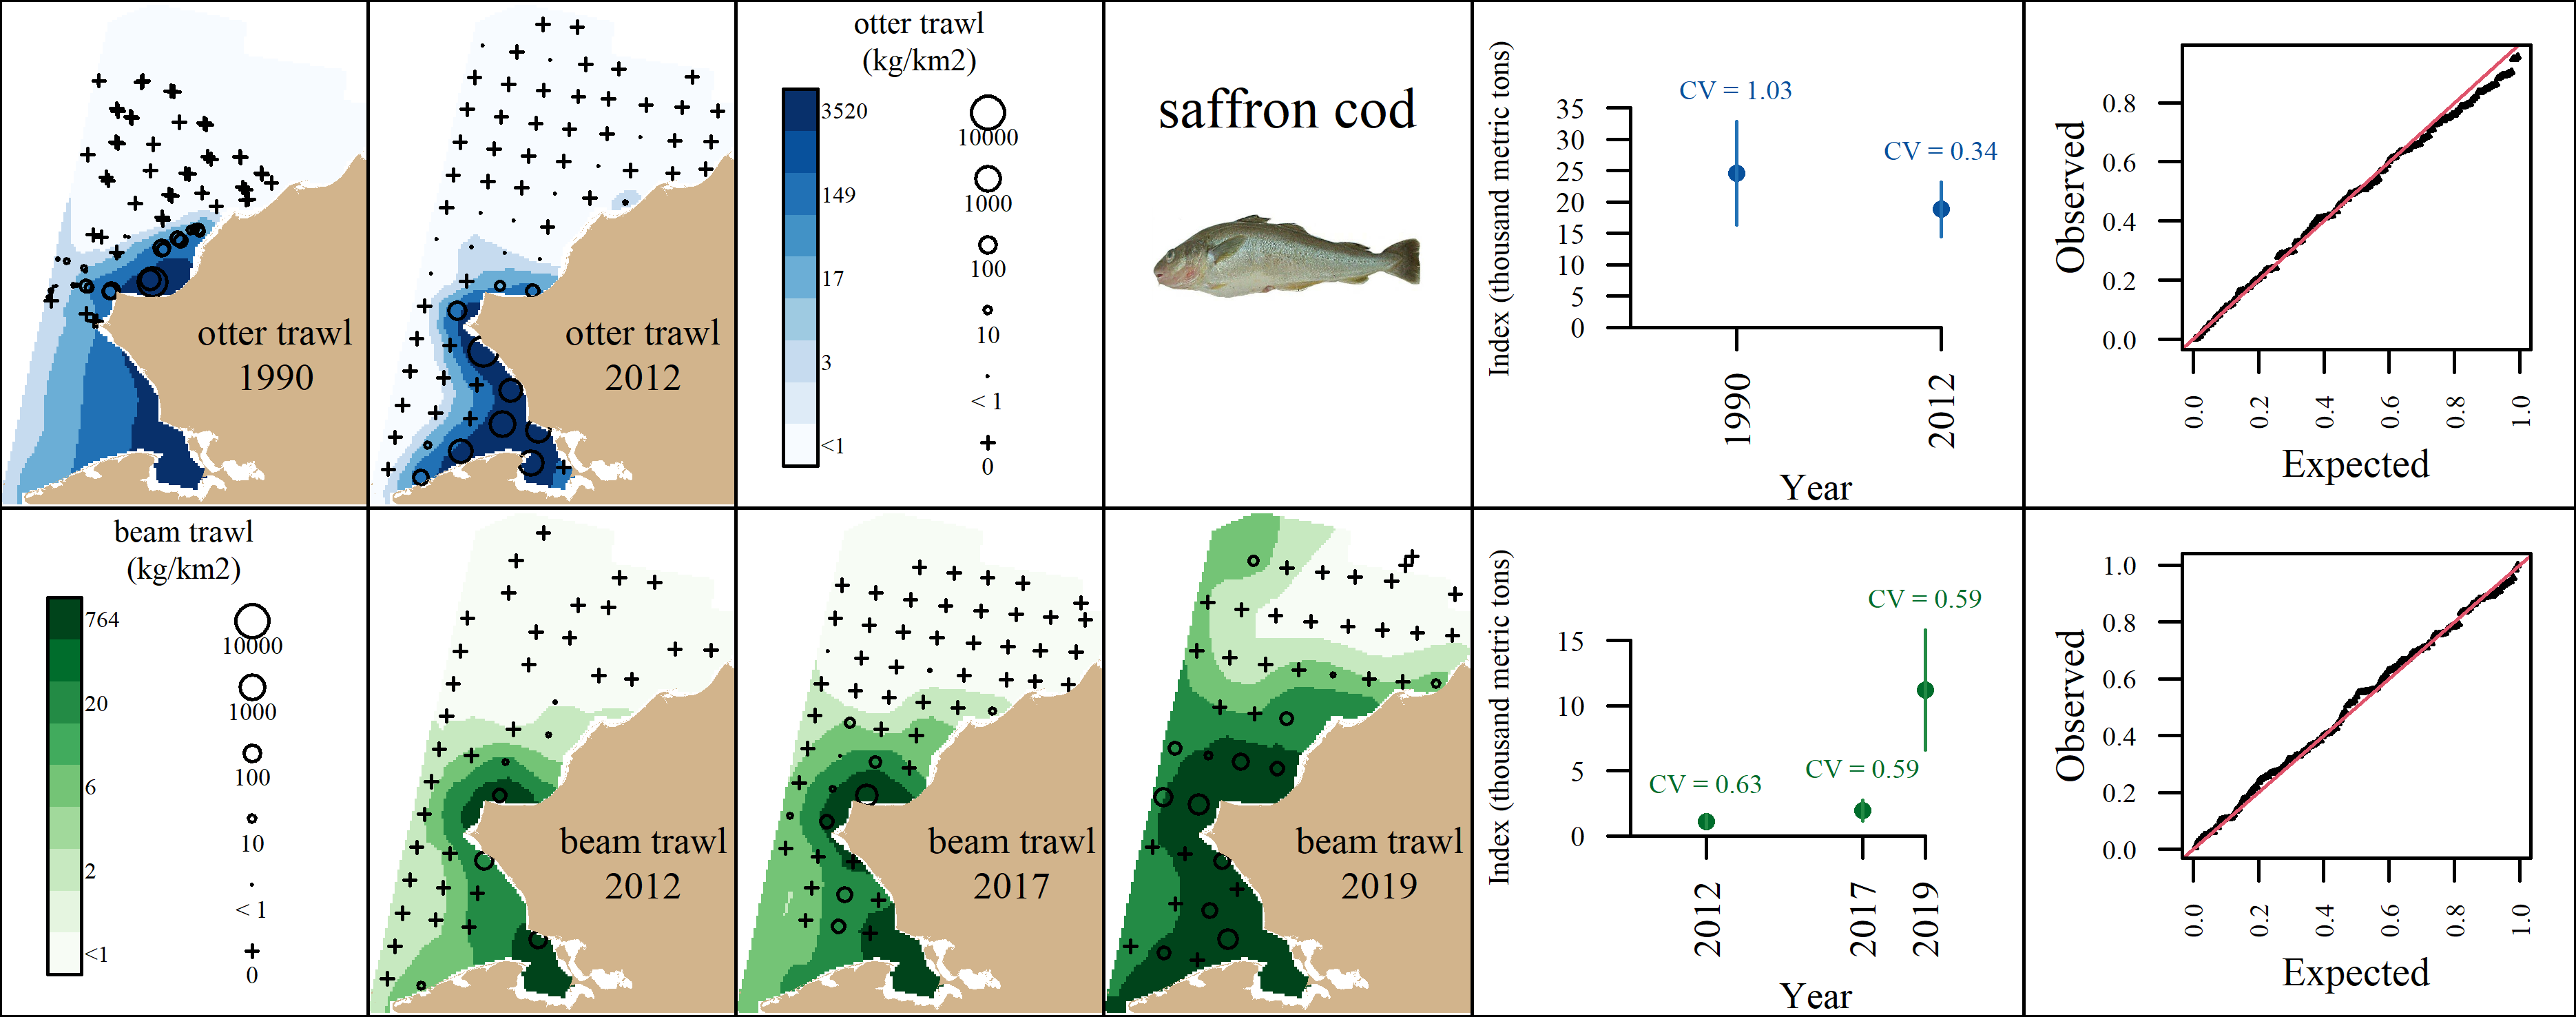 otter trawl
1990
otter trawl
2012
otter trawl
(kg/km2)
3520
149
17
3
<1
10000
1000
100
10
< 1
0
saffron cod
Index (thousand metric tons)
35
30
25
20
15
10
5
0
CV = 1.03
CV = 0.34
1990
2012
Year
Observed
0.8
0.6
0.4
0.2
0.0
0.0
0.2
0.4
0.6
0.8
1.0
Expected
beam trawl
(kg/km2)
764
20
6
2
<1
10000
1000
100
10
< 1
0
beam trawl
2012
beam trawl
2017
beam trawl
2019
Index (thousand metric tons)
15
10
5
0
CV = 0.63
CV = 0.59
CV = 0.59
2012
2017
2019
Year
Observed
1.0
0.8
0.6
0.4
0.2
0.0
0.0
0.2
0.4
0.6
0.8
1.0
Expected